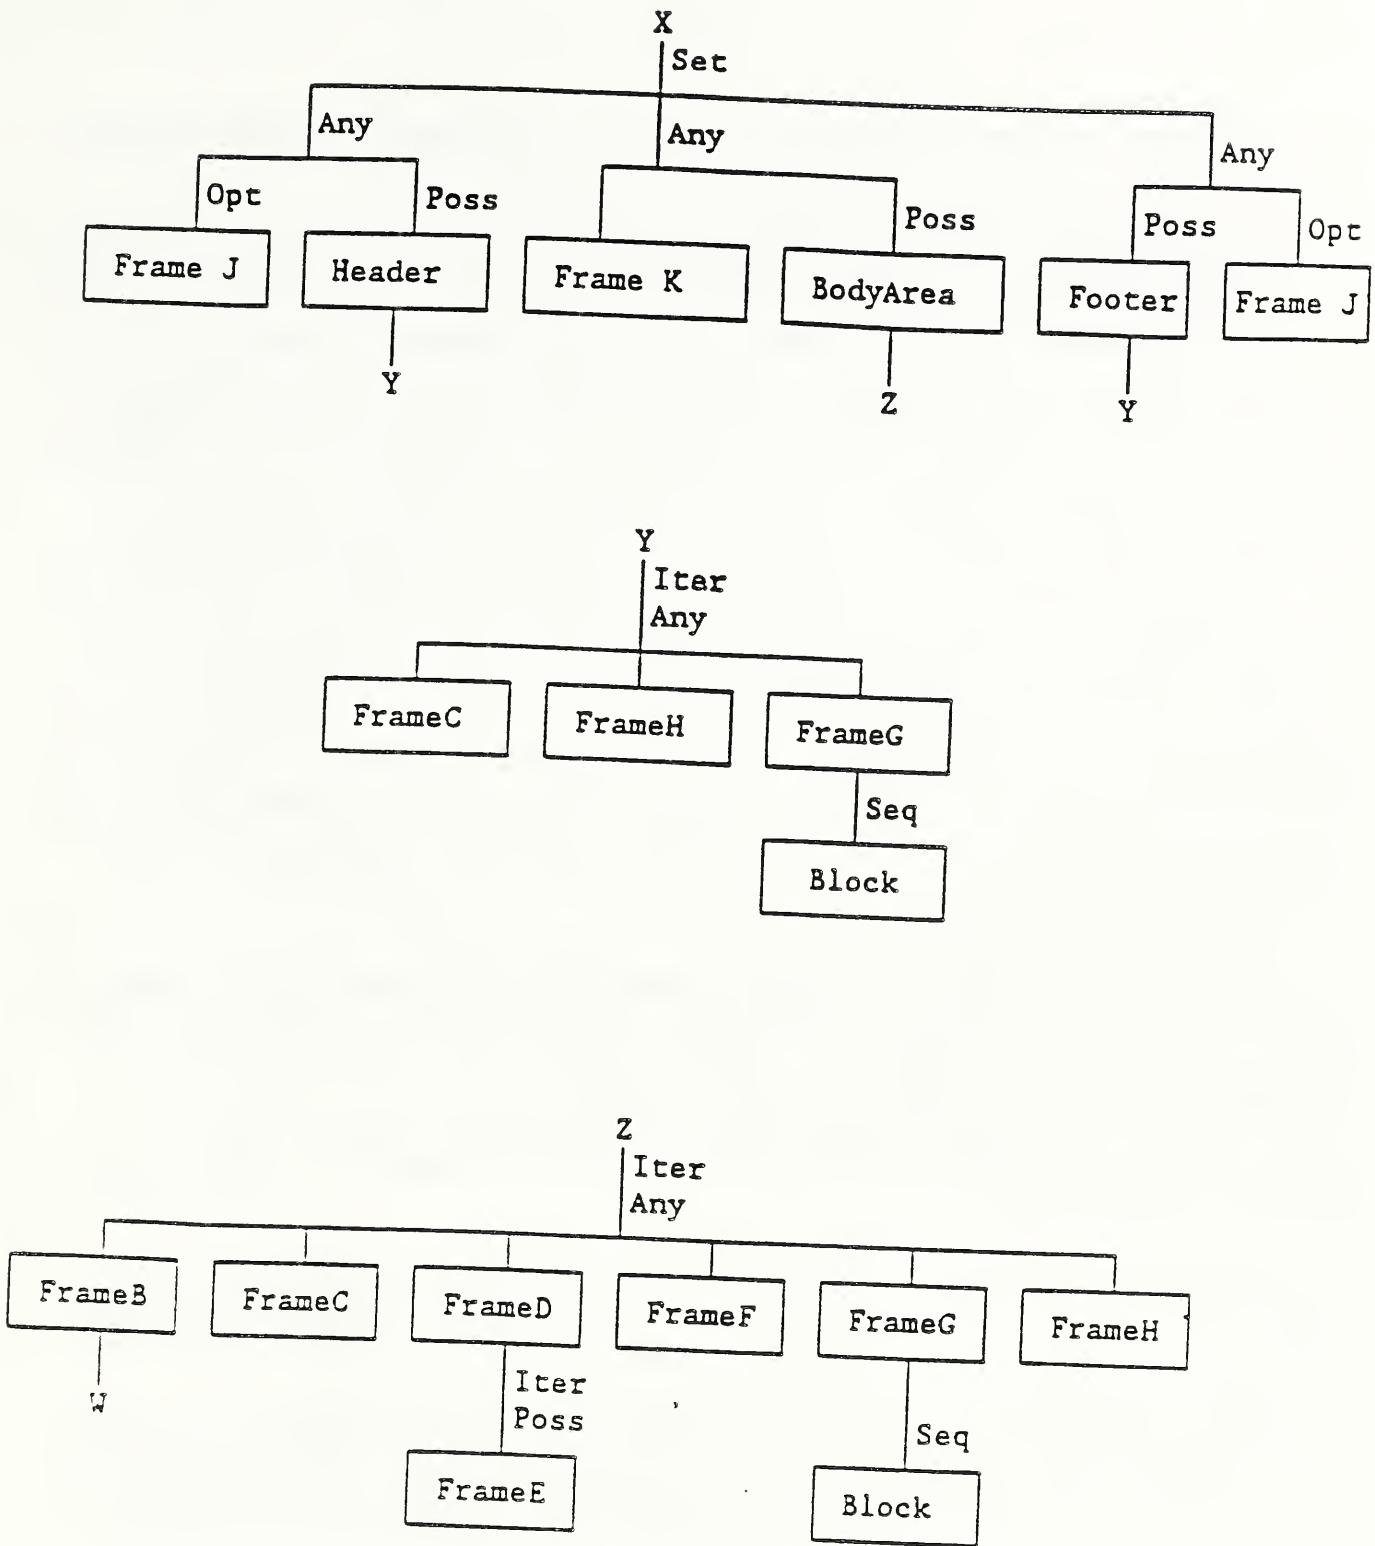 X
Set
Any
Any
Any
Opt
Poss
Poss
Poss
Opt
Frame J
Header
Frame K
BodyArea
Footer
Frame J
Y
Z
Y
Y
Iter
Any
FrameC
FrameH
FrameG
Seq
Block
Z
Iter
Any
FrameB
FrameC
FrameD
FrameF
FrameG
FrameH
W
Iter
Poss
Seq
FrameE
Block